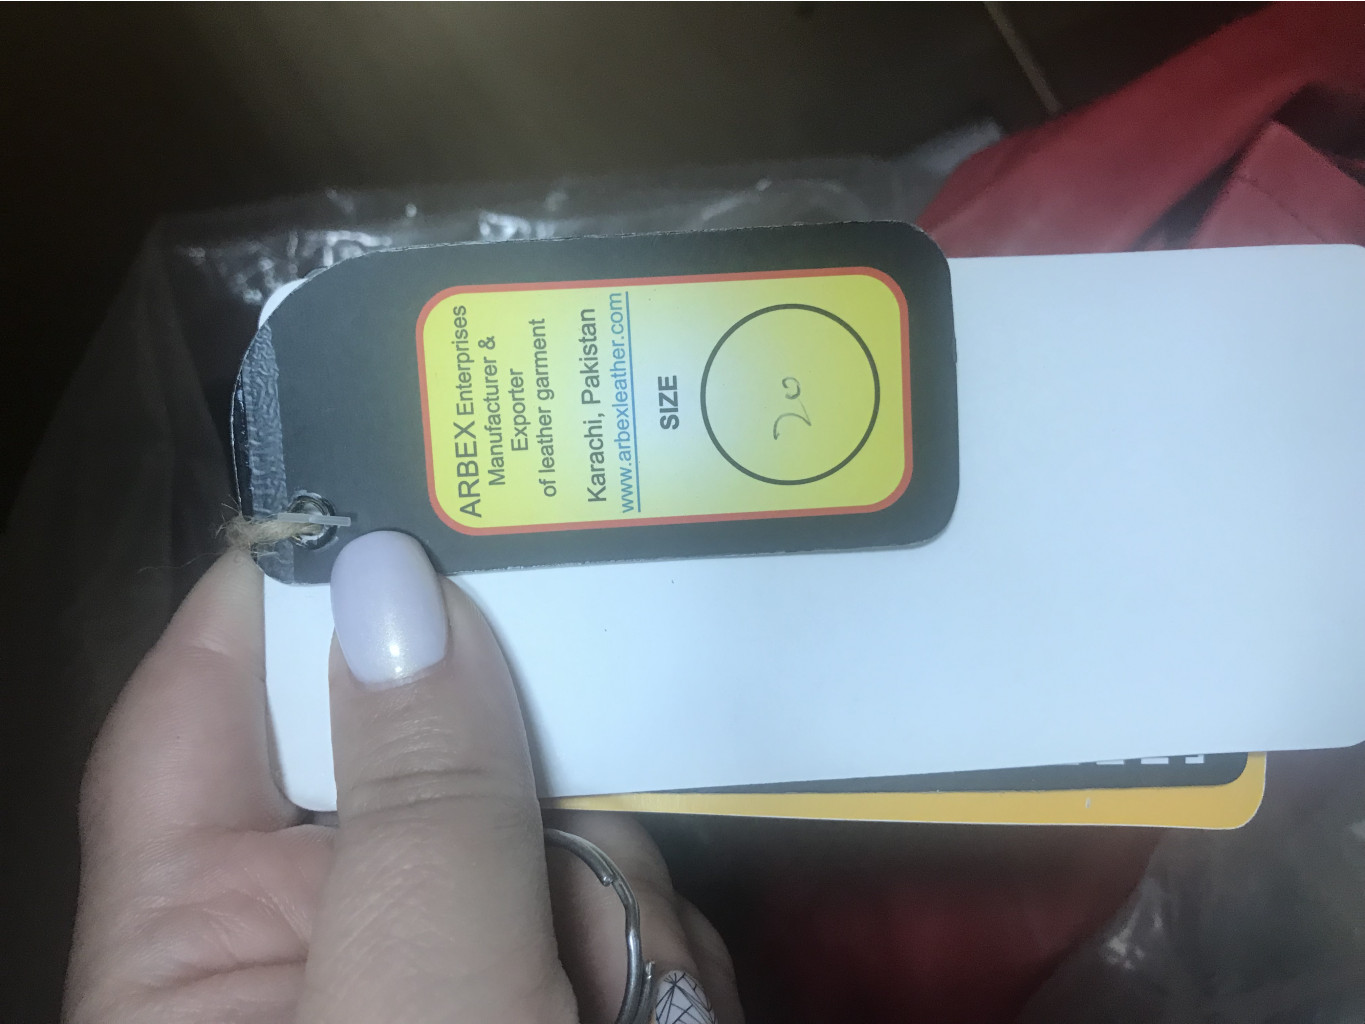 ARBEX Enterprises
Manufacturer &
Exporter
of leather garment
Karachi, Pakistan
www.arbexleather.com
SIZE
20